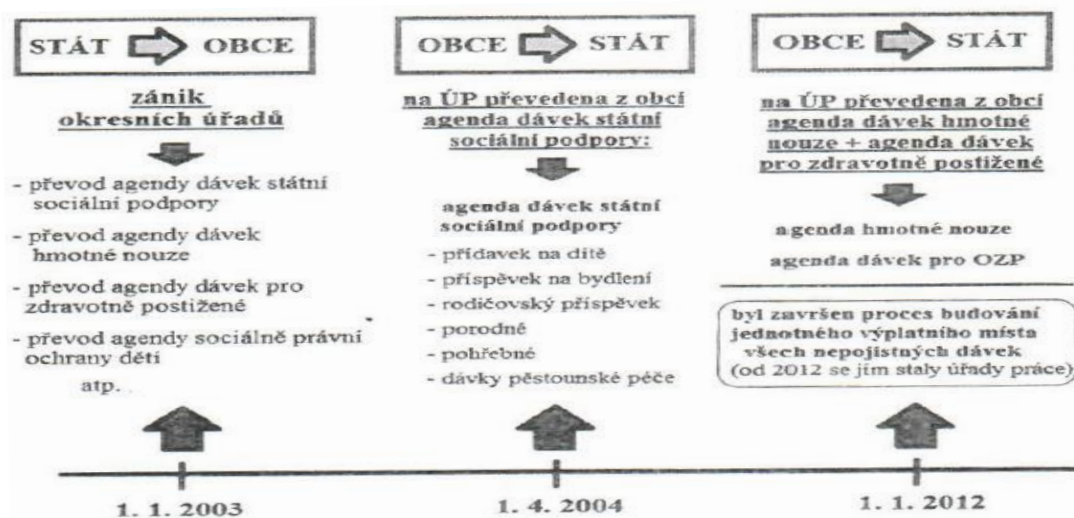 STÁT OBCE
zánik
okresních úřadů
- převod agendy dávek státní
sociální podpory
- převod agendy dávek
hmotné nouze
- převod agendy dávek pro
zdravotně postižené
- převod agendy sociálně právní
ochrany dětí
atp.
1. 1. 2003
OBCE STÁT
na ÚP převedena z obcí
agenda dávek státní
sociální podpory:
agenda dávek státní
sociální podpory
- přídavek na dítě
- příspěvek na bydlení
- rodičovský příspěvek
- porodné
- pohřebné
- dávky pěstounské péče
1. 4. 2004
OBCE STÁT
na ÚP převedena z obcí
agenda dávek hmotné
nouze + agenda dávek
pro zdravotně postižené
agenda hmotné nouze
agenda dávek pro OZP
byl završen proces budování
jednotného výplatního místa
všech nepojistných dávek
(od 2012 se jím staly úřady práce)
1. 1. 2012